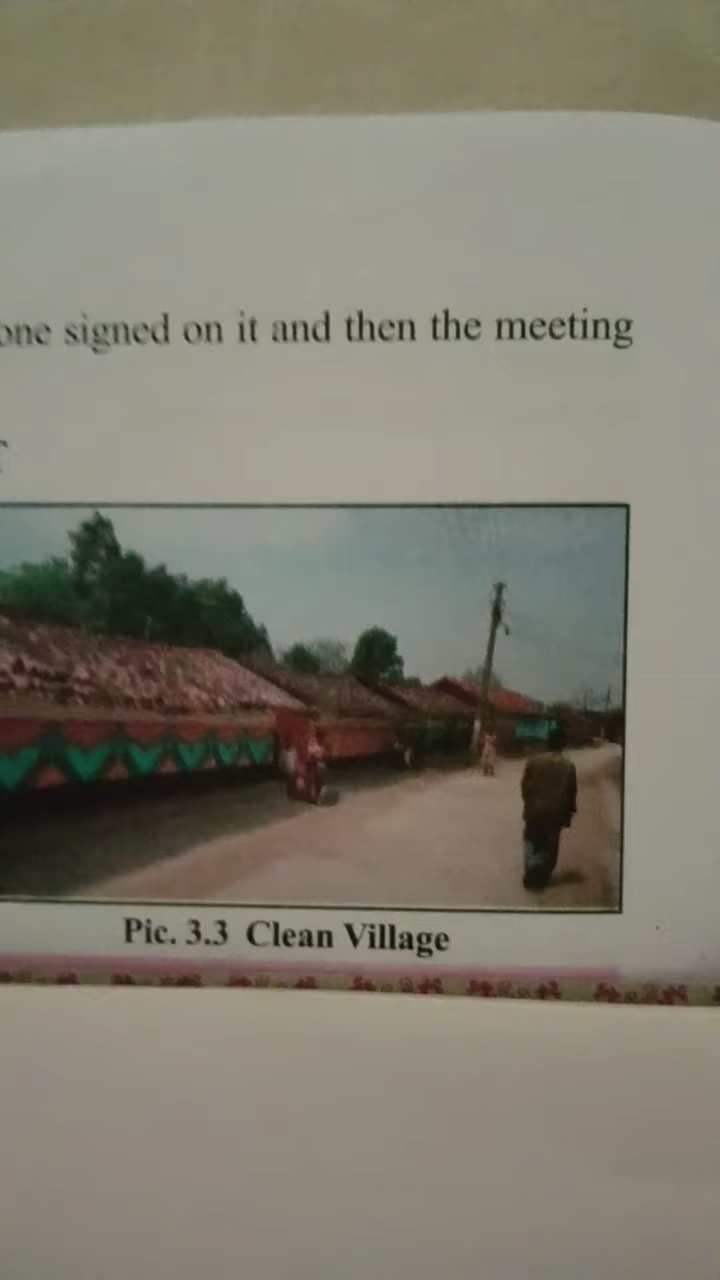 one signed on it and then the meeting
Pic. 3.3 Clean Village